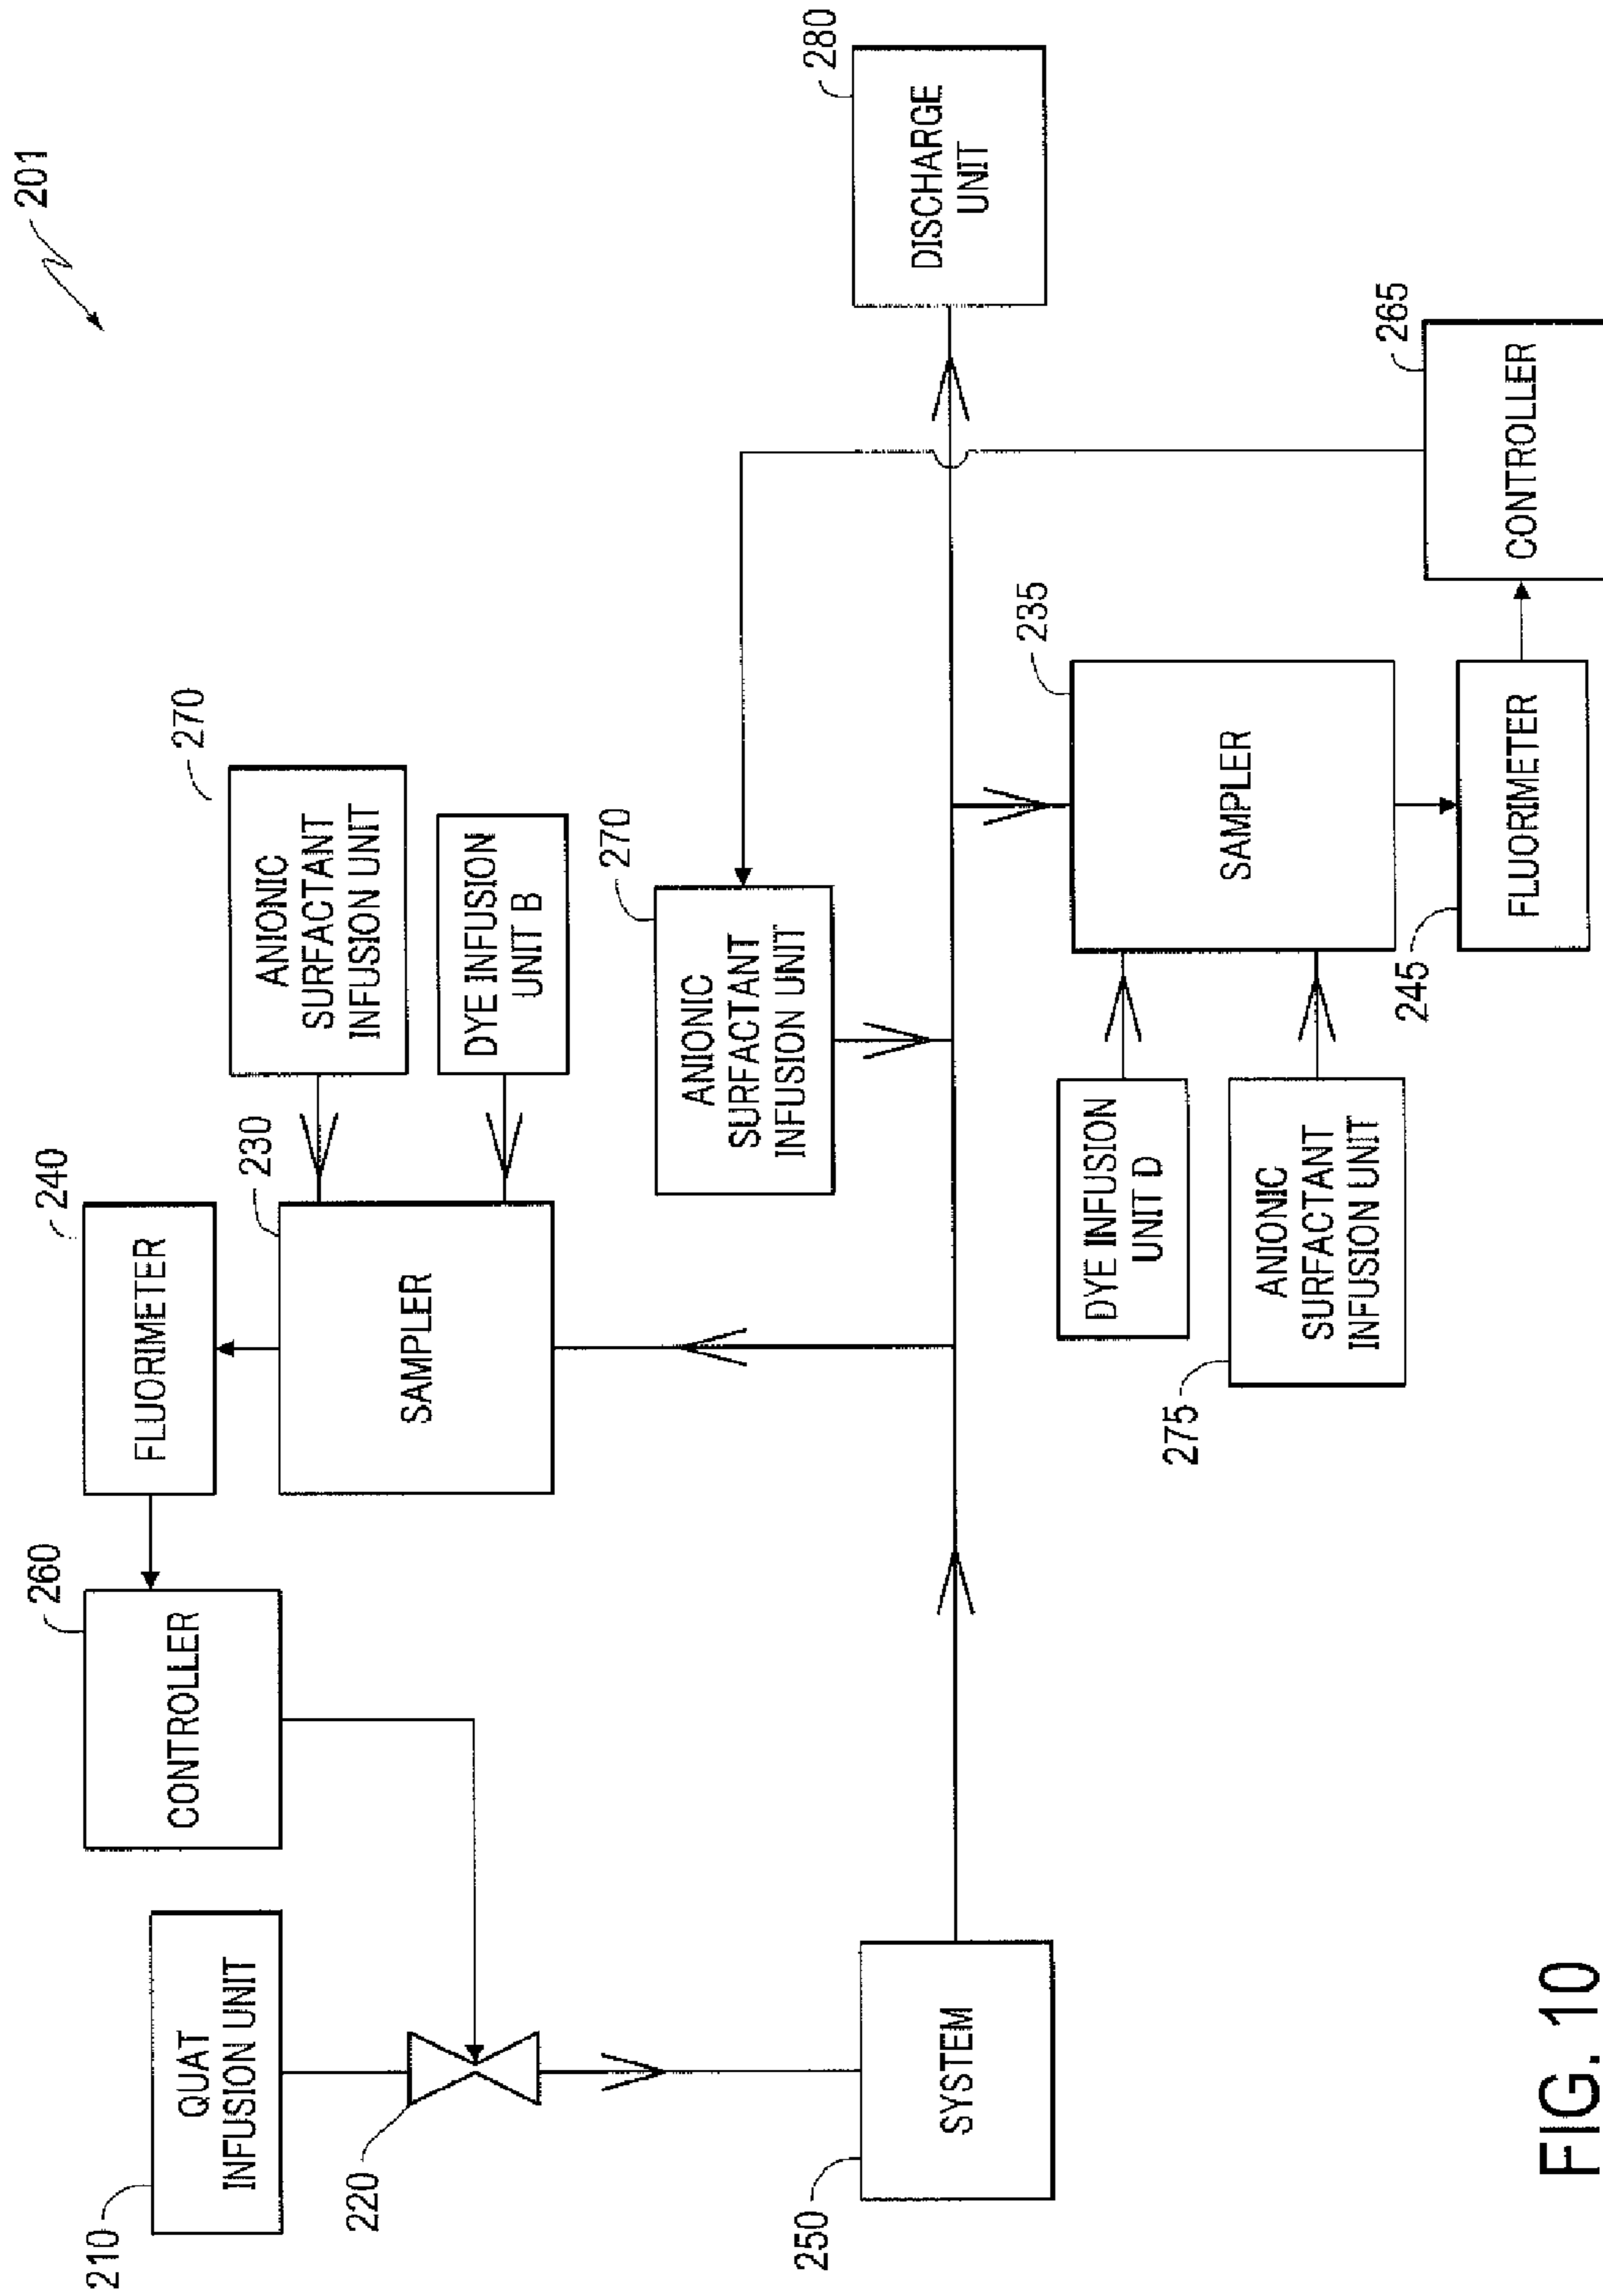 201
210
QUAT
INFUSION UNIT
220
260
CONTROLLER
240
FLUORIMETER
230
SAMPLER
270
ANIONIC
SURFACTANT
INFUSION UNIT
DYE INFUSION
UNIT B
270
ANIONIC
SURFACTANT
INFUSION UNIT
280
DISCHARGE
UNIT
250
SYSTEM
DYE INFUSION
UNIT D
275
ANIONIC
SURFACTANT
INFUSION UNIT
235
SAMPLER
245
FLUORIMETER
265
CONTROLLER
FIG. 10